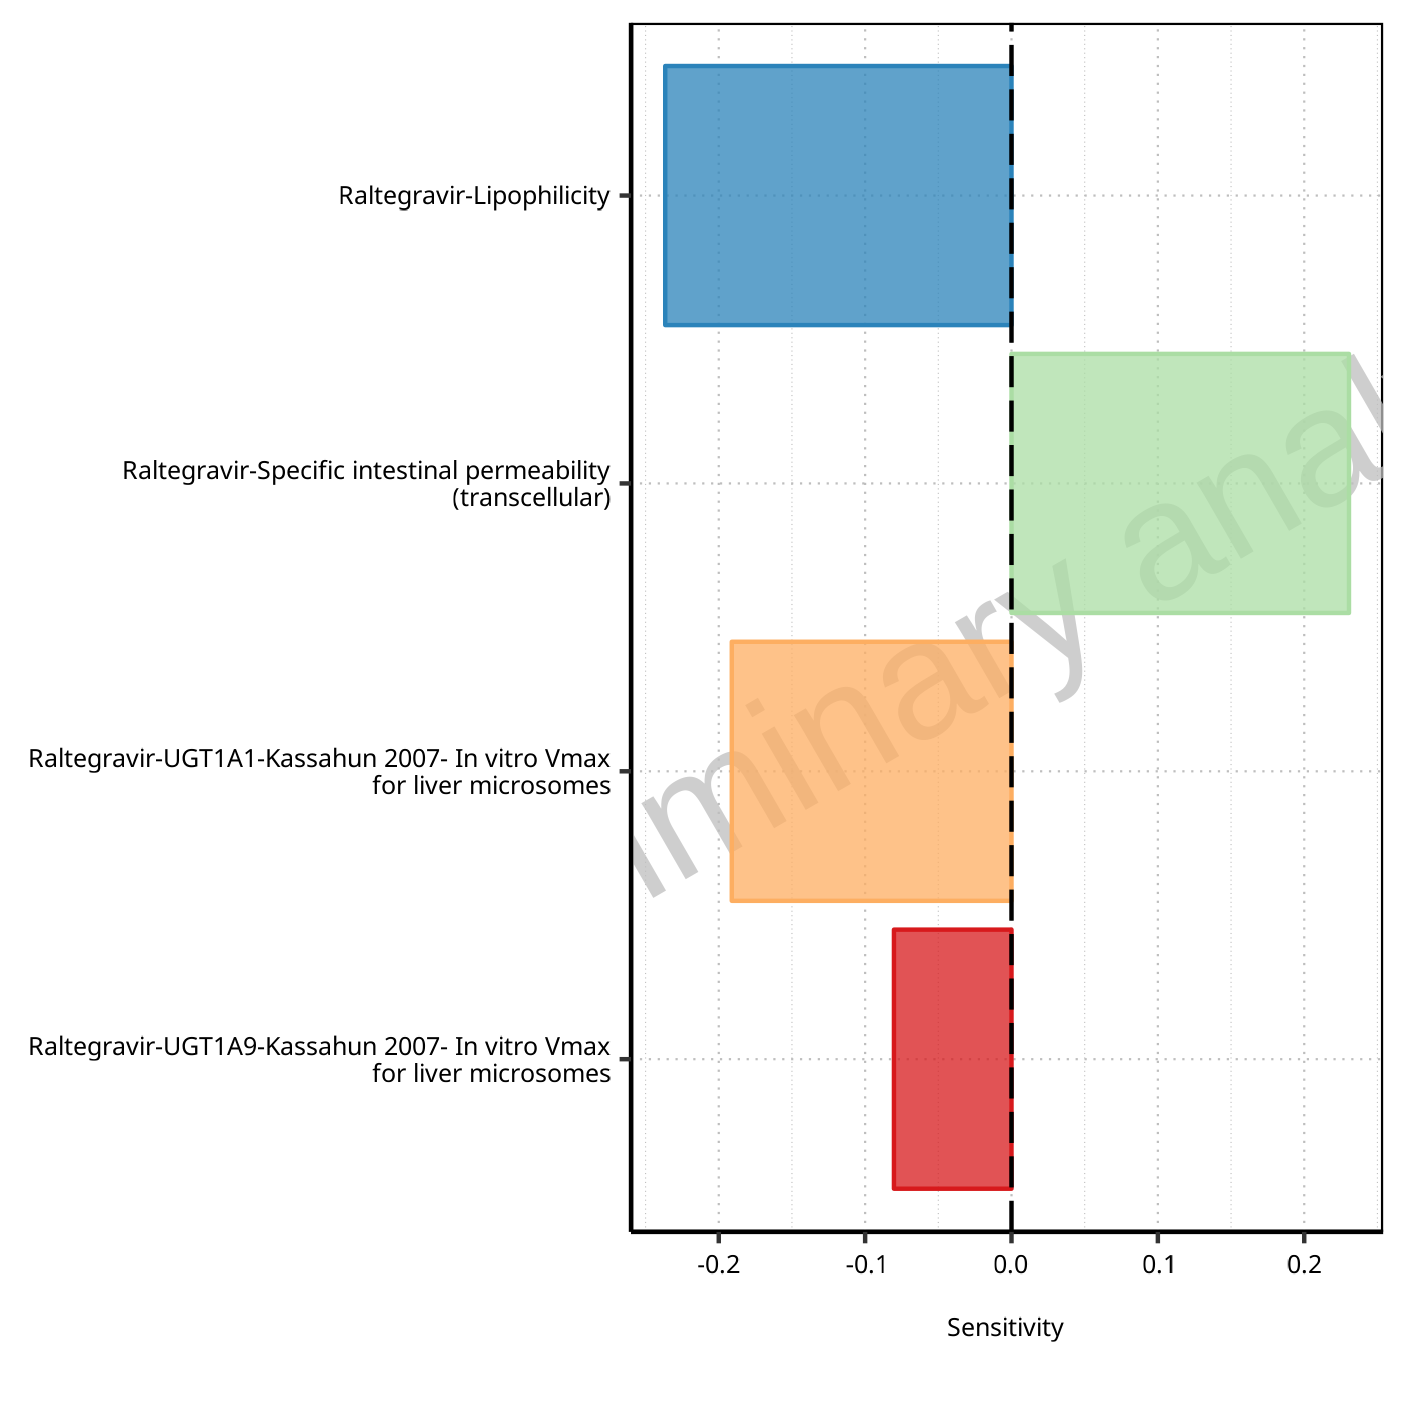 Raltegravir-Lipophilicity
Raltegravir-Specific intestinal permeability
(transcellular)
Raltegravir-UGT1A1-Kassahun 2007- In vitro Vmax
for liver microsomes
Raltegravir-UGT1A9-Kassahun 2007- In vitro Vmax
for liver microsomes
minary anal
-0.2 -0.1 0.0 0.1 0.2
Sensitivity